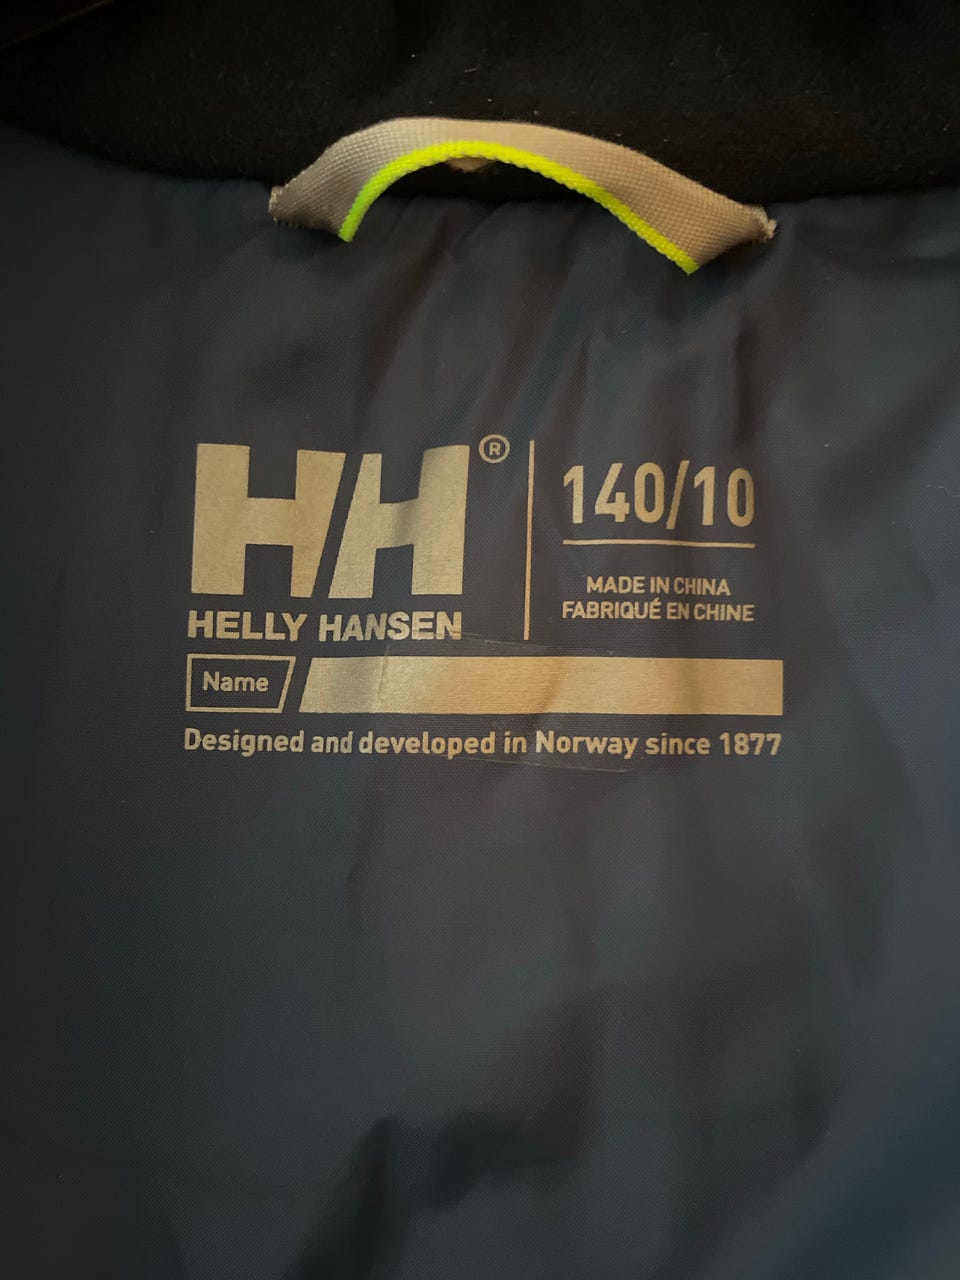 HH®
HELLY HANSEN
140/10
MADE IN CHINA
FABRIQUÉ EN CHINE
Name
Designed and developed in Norway since 1877